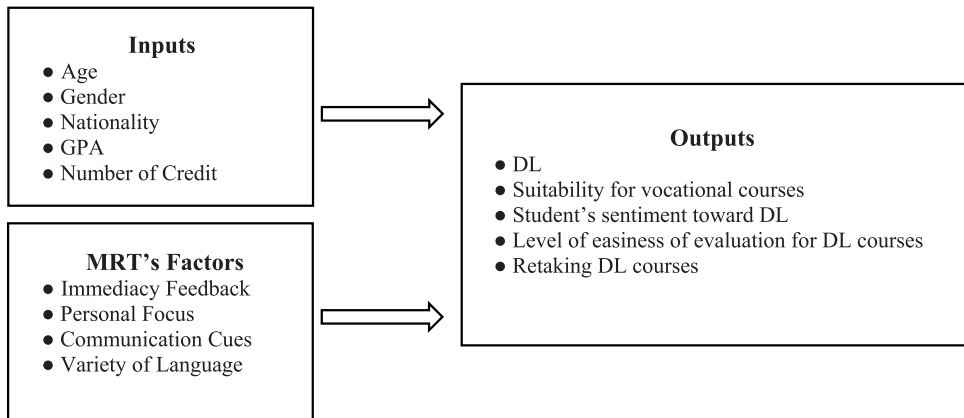 Inputs
● Age
● Gender
● Nationality
● GPA
● Number of Credit
MRT’s Factors
● Immediacy Feedback
● Personal Focus
● Communication Cues
● Variety of Language
Outputs
● DL
● Suitability for vocational courses
● Student’s sentiment toward DL
● Level of easiness of evaluation for DL courses
● Retaking DL courses